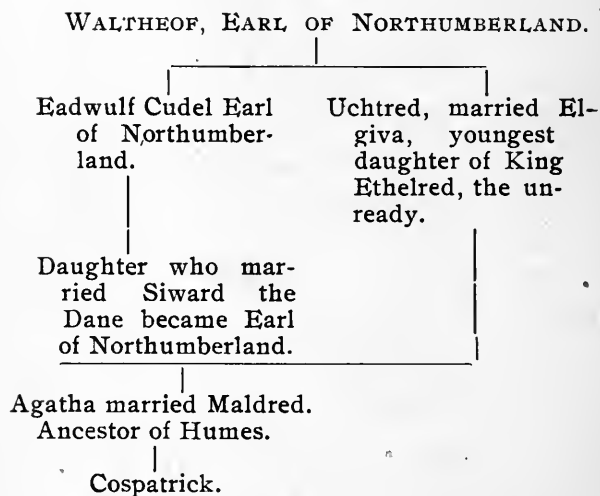 WALTHEOF, EARL OF NORTHUMBERLAND.
Eadwulf Cudel Earl
of Northumber-
land.
Uchtred, married El-
giva, youngest
daughter of King
Ethelred, the un-
ready.
Daughter who mar-
ried Siward the
Dane became Earl
of Northumberland.
Agatha married Maldred.
Ancestor of Humes.
Cospatrick.